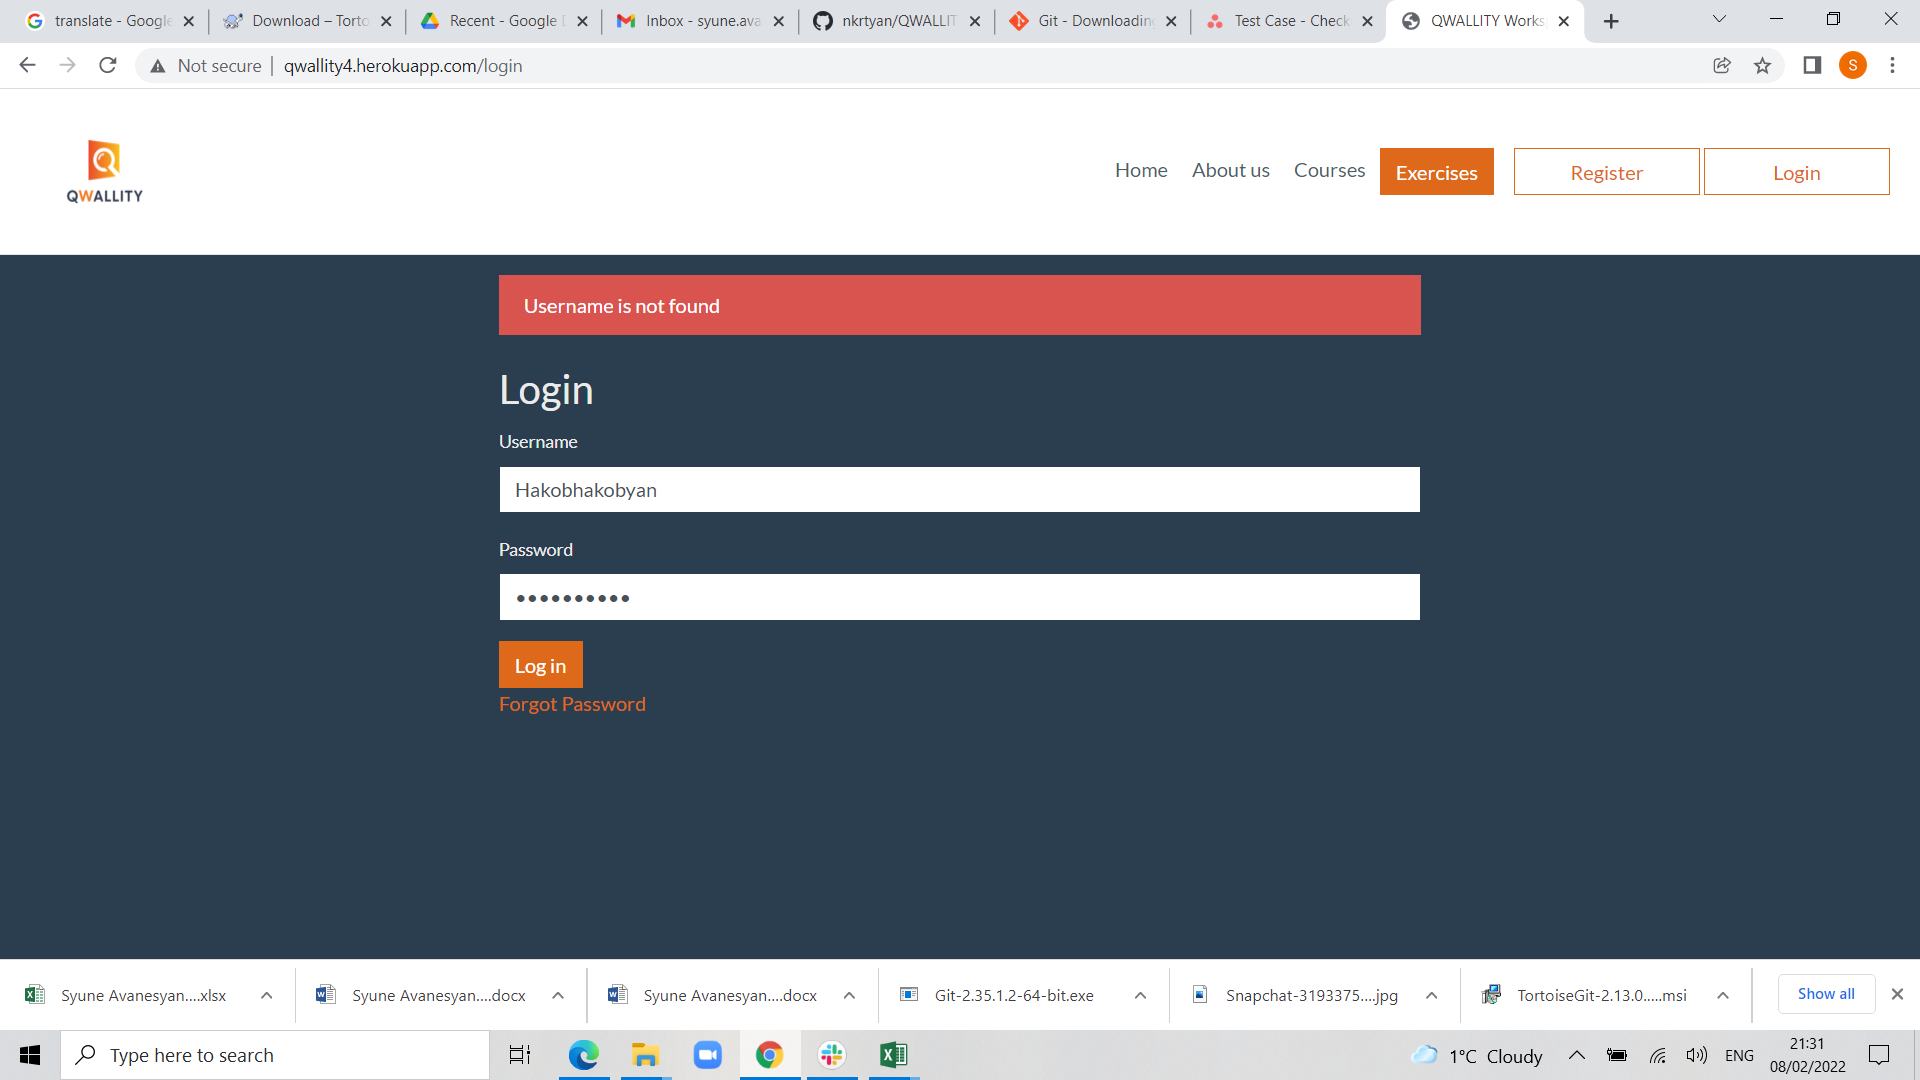 translate - Google
Download – Torto
Recent - Google D
Inbox - syune.ava
nkrtyan/QWALLIT
Git - Downloading
Test Case - Check
QWALLITY Works
Not secure
qwallity4.herokuapp.com/login
S
QWALLITY
Home
About us
Courses
Exercises
Register
Login
Username is not found
Login
Username
Hakobhakobyan
Password
••••••••••
Log in
Forgot Password
Syune Avanesyan....xlsx
Syune Avanesyan....docx
Syune Avanesyan....docx
Git-2.35.1.2-64-bit.exe
Snapchat-3193375....jpg
TortoiseGit-2.13.0.....msi
Show all
Type here to search
1°C Cloudy
ENG
21:31
08/02/2022